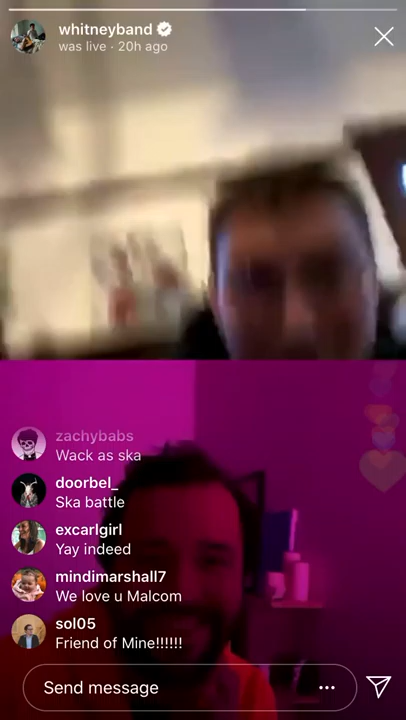 whitneyband
was live · 20h ago
zachybabs
Wack as ska
doorbel_
Ska battle
excarlgirl
Yay indeed
mindimarshall7
We love u Malcom
sol05
Friend of Mine!!!!!!
Send message